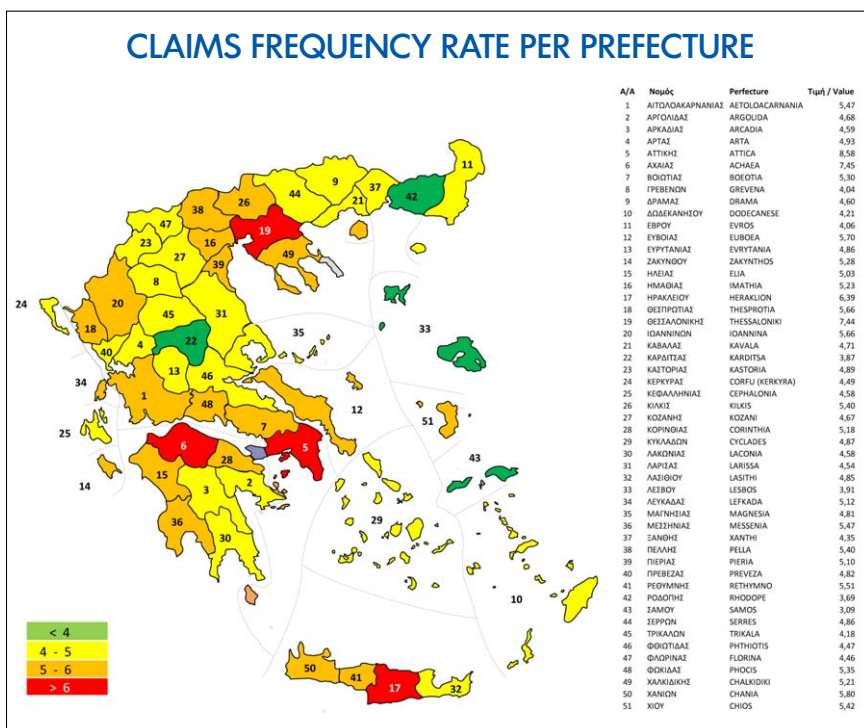 CLAIMS FREQUENCY RATE PER PREFECTURE
Α/Α Νομός Perfecture Τιμή / Value
1 ΑΙΤΩΛΟΑΚΑΡΝΑΝΙΑΣ AETOLOACARNANIA 5,47
2 ΑΡΓΟΛΙΔΑΣ ARGOLIDA 4,68
3 ΑΡΚΑΔΙΑΣ ARCADIA 4,59
4 ΑΡΤΑΣ ARTA 4,93
5 ΑΤΤΙΚΗΣ ATTICA 8,58
6 ΑΧΑΙΑΣ ACHAEA 7,45
7 ΒΟΙΩΤΙΑΣ BOEOTIA 5,30
8 ΓΡΕΒΕΝΩΝ GREVENA 4,04
9 ΔΡΑΜΑΣ DRAMA 4,60
10 ΔΩΔΕΚΑΝΗΣΟΥ DODECANESE 4,21
11 ΕΒΡΟΥ EVROS 4,06
12 ΕΥΒΟΙΑΣ EUBOEA 5,70
13 ΕΥΡΥΤΑΝΙΑΣ EVRYTANIA 4,86
14 ΖΑΚΥΝΘΟΥ ZAKYNTHOS 5,28
15 ΗΛΕΙΑΣ ELIA 5,03
16 ΗΜΑΘΙΑΣ IMATHIA 5,23
17 ΗΡΑΚΛΕΙΟΥ HERAKLION 6,39
18 ΘΕΣΠΡΩΤΙΑΣ THESPROTIA 5,66
19 ΘΕΣΣΑΛΟΝΙΚΗΣ THESSALONIKI 7,44
20 ΙΩΑΝΝΙΝΩΝ IOANNINA 5,66
21 ΚΑΒΑΛΑΣ KAVALA 4,71
22 ΚΑΡΔΙΤΣΑΣ KARDITSA 3,87
23 ΚΑΣΤΟΡΙΑΣ KASTORIA 4,89
24 ΚΕΡΚΥΡΑΣ CORFU (KERKYRA) 4,49
25 ΚΕΦΑΛΛΗΝΙΑΣ CEPHALONIA 4,58
26 ΚΙΛΚΙΣ KILKIS 5,40
27 ΚΟΖΑΝΗΣ KOZANI 4,67
28 ΚΟΡΙΝΘΙΑΣ CORINTHIA 5,18
29 ΚΥΚΛΑΔΩΝ CYCLADES 4,87
30 ΛΑΚΩΝΙΑΣ LACONIA 4,58
31 ΛΑΡΙΣΑΣ LARISSA 4,54
32 ΛΑΣΙΘΙΟΥ LASITHI 4,85
33 ΛΕΣΒΟΥ LESBOS 3,91
34 ΛΕΥΚΑΔΑΣ LEFKADA 5,12
35 ΜΑΓΝΗΣΙΑΣ MAGNESIA 4,81
36 ΜΕΣΣΗΝΙΑΣ MESSENIA 5,47
37 ΞΑΝΘΗΣ XANTHI 4,35
38 ΠΕΛΛΗΣ PELLA 5,40
39 ΠΙΕΡΙΑΣ PIERIA 5,10
40 ΠΡΕΒΕΖΑΣ PREVEZA 4,82
41 ΡΕΘΥΜΝΗΣ RETHYMNO 5,51
42 ΡΟΔΟΠΗΣ RHODOPE 3,69
43 ΣΑΜΟΥ SAMOS 3,09
44 ΣΕΡΡΩΝ SERRES 4,86
45 ΤΡΙΚΑΛΩΝ TRIKALA 4,18
46 ΦΘΙΩΤΙΔΑΣ PHTHIOTIS 4,47
47 ΦΛΩΡΙΝΑΣ FLORINA 4,46
48 ΦΩΚΙΔΑΣ PHOCIS 5,35
49 ΧΑΛΚΙΔΙΚΗΣ CHALKIDIKI 5,21
50 ΧΑΝΙΩΝ CHANIA 5,80
51 ΧΙΟΥ CHIOS 5,42
11
9
44
37
42
21
26
38
19
47
23
16
27
49
39
8
20
24
45
31
18
22
35
33
40
4
13
46
34
1
48
12
51
7
25
6
5
28
43
14
15
3
2
36
29
30
10
50
41
17
32
< 4
4 - 5
5 - 6
> 6